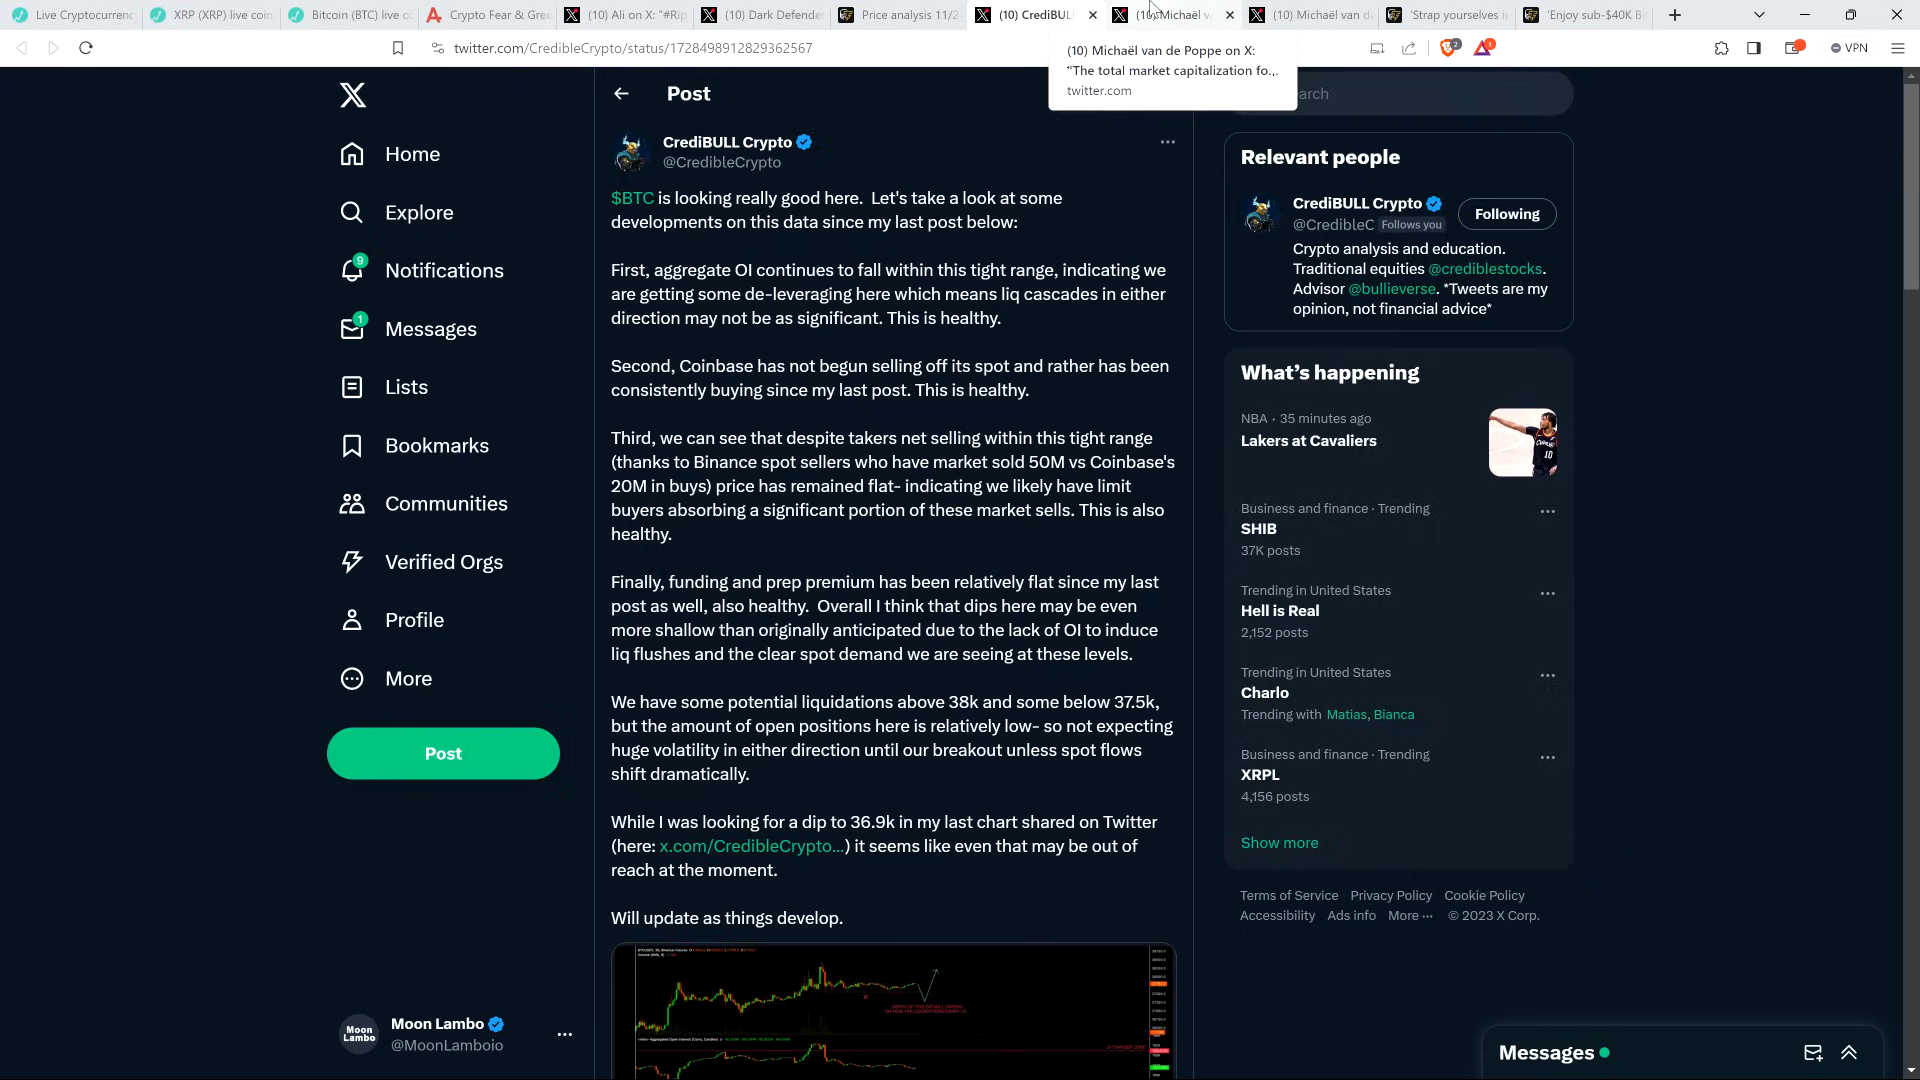 Live Cryptocurrenc
XRP (XRP) live coin
Bitcoin (BTC) live co
Crypto Fear & Gre
(10) Ali on X: "#Rip
(10) Dark Defende
Price analysis 11/2
(10) CrediBUL
(10) Michaël v
(10) Michaël van d
'Strap yourselves i
'Enjoy sub-$40K Bi
twitter.com/CredibleCrypto/status/1728498912829362567
2
1
VPN
(10) Michaël van de Poppe on X:
"The total market capitalization fo...
twitter.com
Home
Explore
9
Notifications
1
Messages
Lists
Bookmarks
Communities
Verified Orgs
Profile
More
Post
Moon Lambo
Moon Lambo
@MoonLamboio
Post
CrediBULL Crypto
@CredibleCrypto
$BTC is looking really good here. Let's take a look at some
developments on this data since my last post below:
First, aggregate OI continues to fall within this tight range, indicating we
are getting some de-leveraging here which means liq cascades in either
direction may not be as significant. This is healthy.
Second, Coinbase has not begun selling off its spot and rather has been
consistently buying since my last post. This is healthy.
Third, we can see that despite takers net selling within this tight range
(thanks to Binance spot sellers who have market sold 50M vs Coinbase's
20M in buys) price has remained flat- indicating we likely have limit
buyers absorbing a significant portion of these market sells. This is also
healthy.
Finally, funding and prep premium has been relatively flat since my last
post as well, also healthy. Overall I think that dips here may be even
more shallow than originally anticipated due to the lack of OI to induce
liq flushes and the clear spot demand we are seeing at these levels.
We have some potential liquidations above 38k and some below 37.5k,
but the amount of open positions here is relatively low- so not expecting
huge volatility in either direction until our breakout unless spot flows
shift dramatically.
While I was looking for a dip to 36.9k in my last chart shared on Twitter
(here: x.com/CredibleCrypto...) it seems like even that may be out of
reach at the moment.
Will update as things develop.
arch
Relevant people
CrediBULL Crypto
@CredibleC Follows you
Following
Crypto analysis and education.
Traditional equities @crediblestocks.
Advisor @bullieverse. *Tweets are my
opinion, not financial advice*
What's happening
NBA · 35 minutes ago
Lakers at Cavaliers
Business and finance · Trending
SHIB
37K posts
Trending in United States
Hell is Real
2,152 posts
Trending in United States
Charlo
Trending with Matias, Bianca
Business and finance · Trending
XRPL
4,156 posts
Show more
Terms of Service Privacy Policy Cookie Policy
Accessibility Ads info More ··· © 2023 X Corp.
Messages